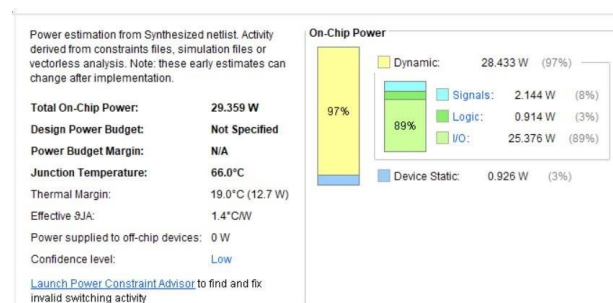 Power estimation from Synthesized netlist. Activity
derived from constraints files, simulation files or
vectorless analysis. Note: these early estimates can
change after implementation.
Total On-Chip Power: 29.359 W
Design Power Budget: Not Specified
Power Budget Margin: N/A
Junction Temperature: 66.0°C
Thermal Margin: 19.0°C (12.7 W)
Effective ϑJA: 1.4°C/W
Power supplied to off-chip devices: 0 W
Confidence level: Low
Launch Power Constraint Advisor to find and fix
invalid switching activity
On-Chip Power
97%
Dynamic: 28.433 W (97%)
89%
Signals: 2.144 W (8%)
Logic: 0.914 W (3%)
I/O: 25.376 W (89%)
Device Static: 0.926 W (3%)